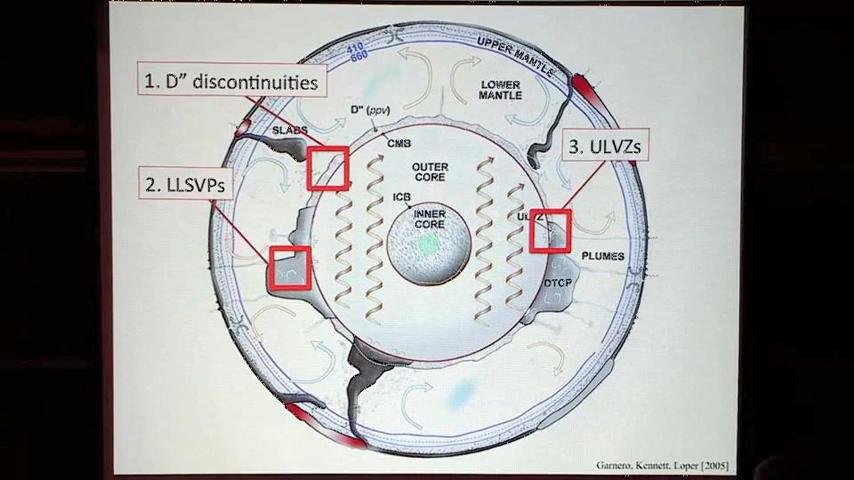 410
660
UPPER MANTLE
1. D” discontinuities
LOWER
MANTLE
D" (ppv)
SLABS
CMB
3. ULVZs
OUTER
CORE
2. LLSVPs
ICB
INNER
CORE
PLUMES
DTCP
Garnero, Kennett, Loper [2005]